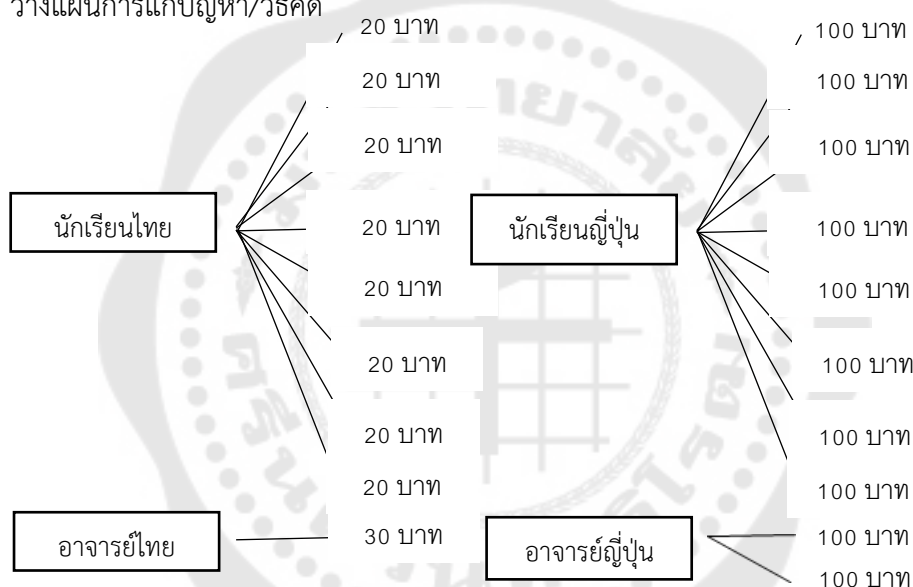 วางแผนการแก้ปัญหา/วิธีคิด
20 บาท
20 บาท
20 บาท
นักเรียนไทย
20 บาท
20 บาท
20 บาท
20 บาท
20 บาท
อาจารย์ไทย
30 บาท
100 บาท
100 บาท
100 บาท
นักเรียนญี่ปุ่น
100 บาท
100 บาท
100 บาท
100 บาท
100 บาท
อาจารย์ญี่ปุ่น
100 บาท
100 บาท